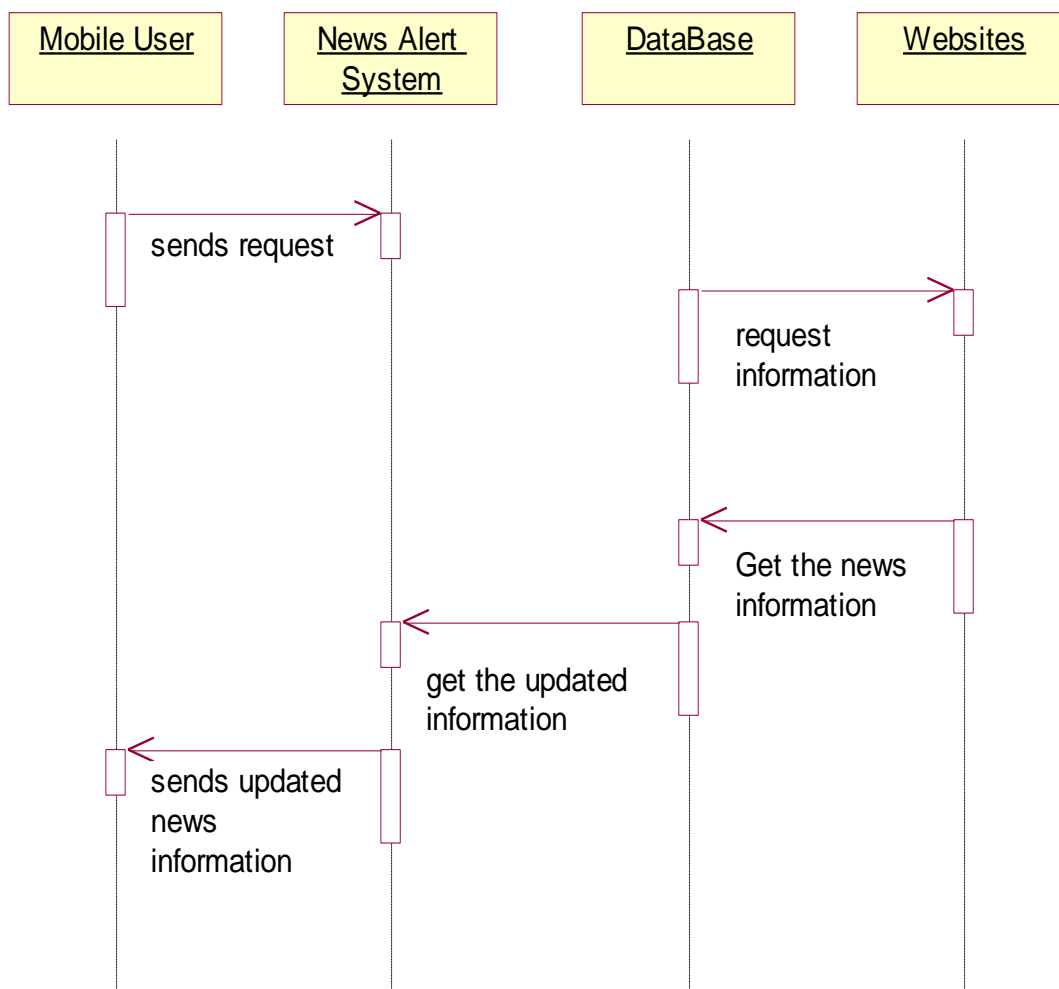 Mobile User
News Alert
System
DataBase
Websites
sends request
request
information
Get the news
information
get the updated
information
sends updated
news
information